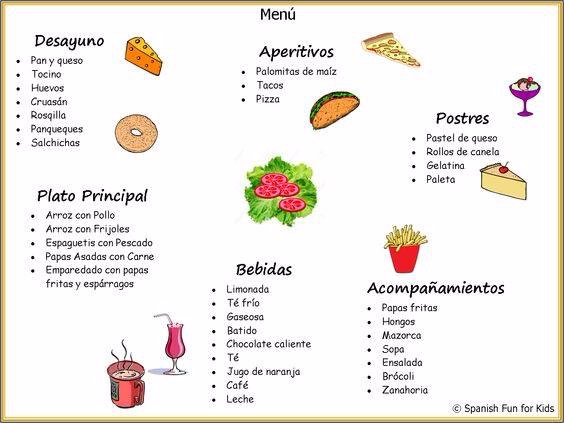 Menú
Desayuno
Pan y queso
Tocino
Huevos
Cruasán
Rosqilla
Panqueques
Salchichas
Aperitivos
Palomitas de maíz
Tacos
Pizza
Postres
Pastel de queso
Rollos de canela
Gelatina
Paleta
Plato Principal
Arroz con Pollo
Arroz con Frijoles
Espaguetis con Pescado
Papas Asadas con Carne
Emparedado con papas
fritas y espárragos
Bebidas
Limonada
Té frío
Gaseosa
Batido
Chocolate caliente
Té
Jugo de naranja
Café
Leche
Acompañamientos
Papas fritas
Hongos
Mazorca
Sopa
Ensalada
Brócoli
Zanahoria
© Spanish Fun for Kids